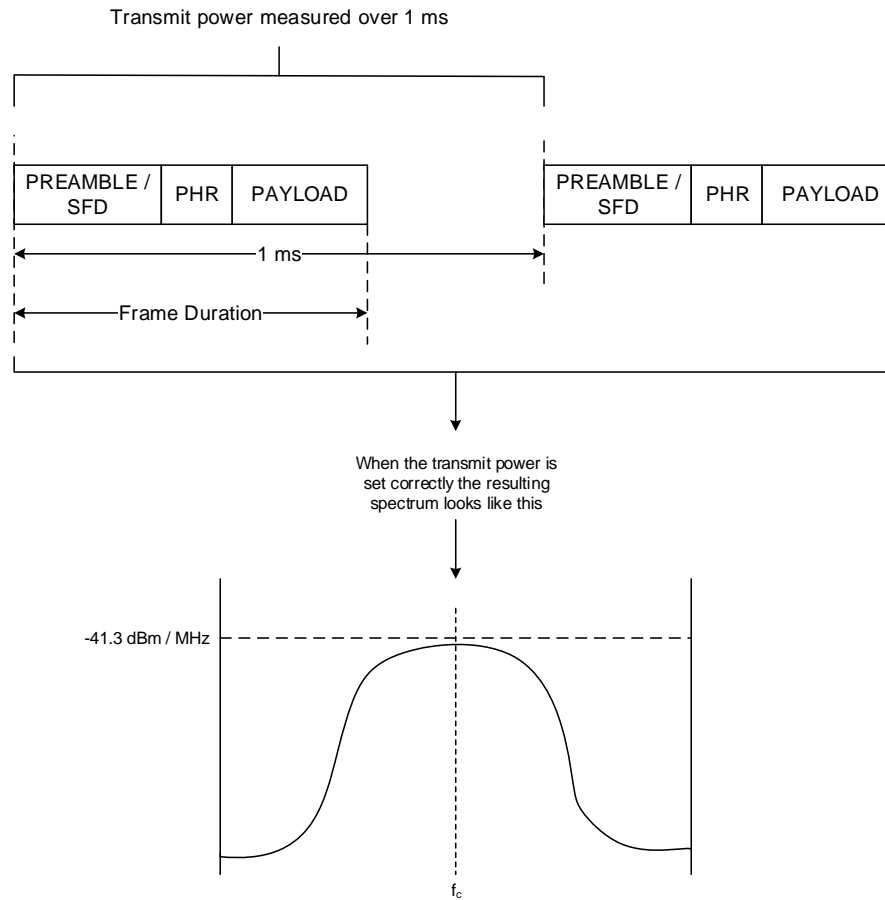 Transmit power measured over 1 ms
PREAMBLE /
SFD
PHR
PAYLOAD
PREAMBLE /
SFD
PHR
PAYLOAD
1 ms
Frame Duration
When the transmit power is
set correctly the resulting
spectrum looks like this
-41.3 dBm / MHz
fc